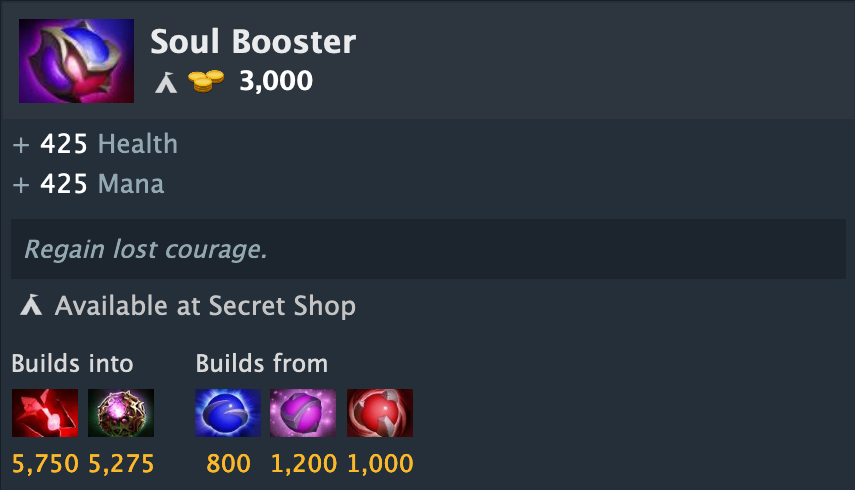 Soul Booster
3,000
+ 425 Health
+ 425 Mana
Regain lost courage.
Available at Secret Shop
Builds into Builds from
5,750 5,275 800 1,200 1,000